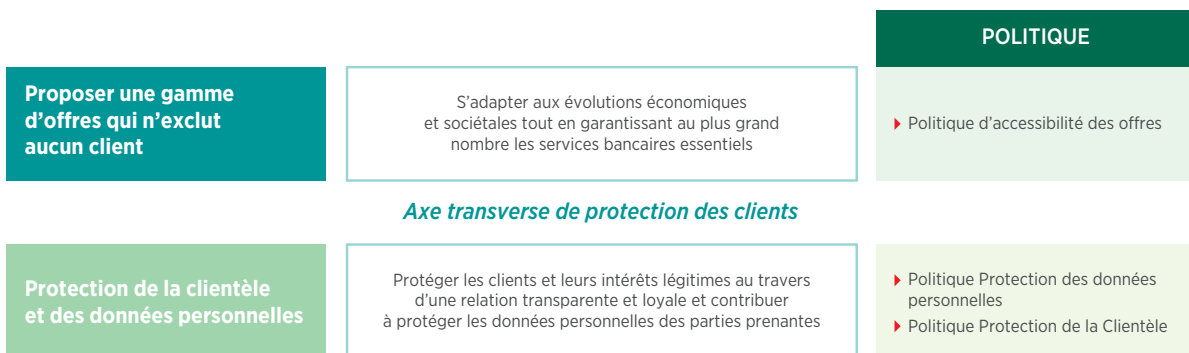 POLITIQUE
Proposer une gamme
d’offres qui n’exclut
aucun client
S’adapter aux évolutions économiques
et sociétales tout en garantissant au plus grand
nombre les services bancaires essentiels
Politique d’accessibilité des offres
Axe transverse de protection des clients
Protection de la clientèle
et des données personnelles
Protéger les clients et leurs intérêts légitimes au travers
d’une relation transparente et loyale et contribuer
à protéger les données personnelles des parties prenantes
Politique Protection des données
personnelles
Politique Protection de la Clientèle